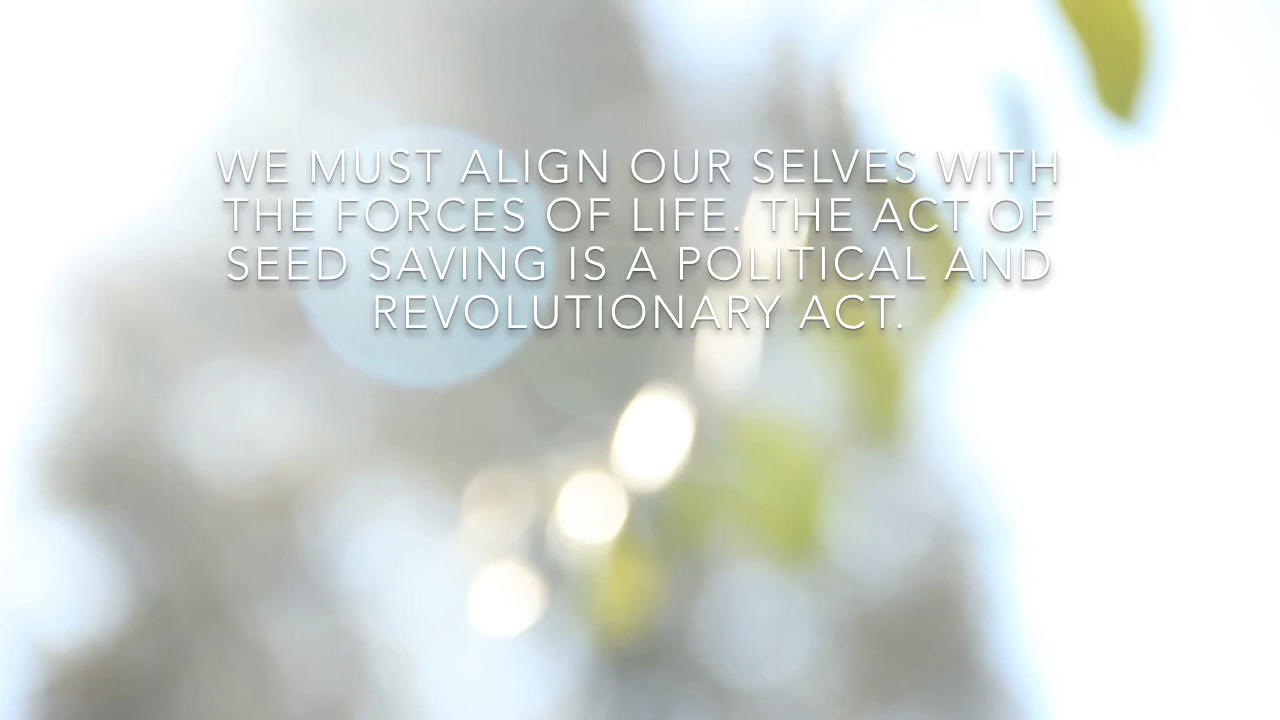 WE MUST ALIGN OUR SELVES WITH
THE FORCES OF LIFE. THE ACT OF
SEED SAVING IS A POLITICAL AND
REVOLUTIONARY ACT.